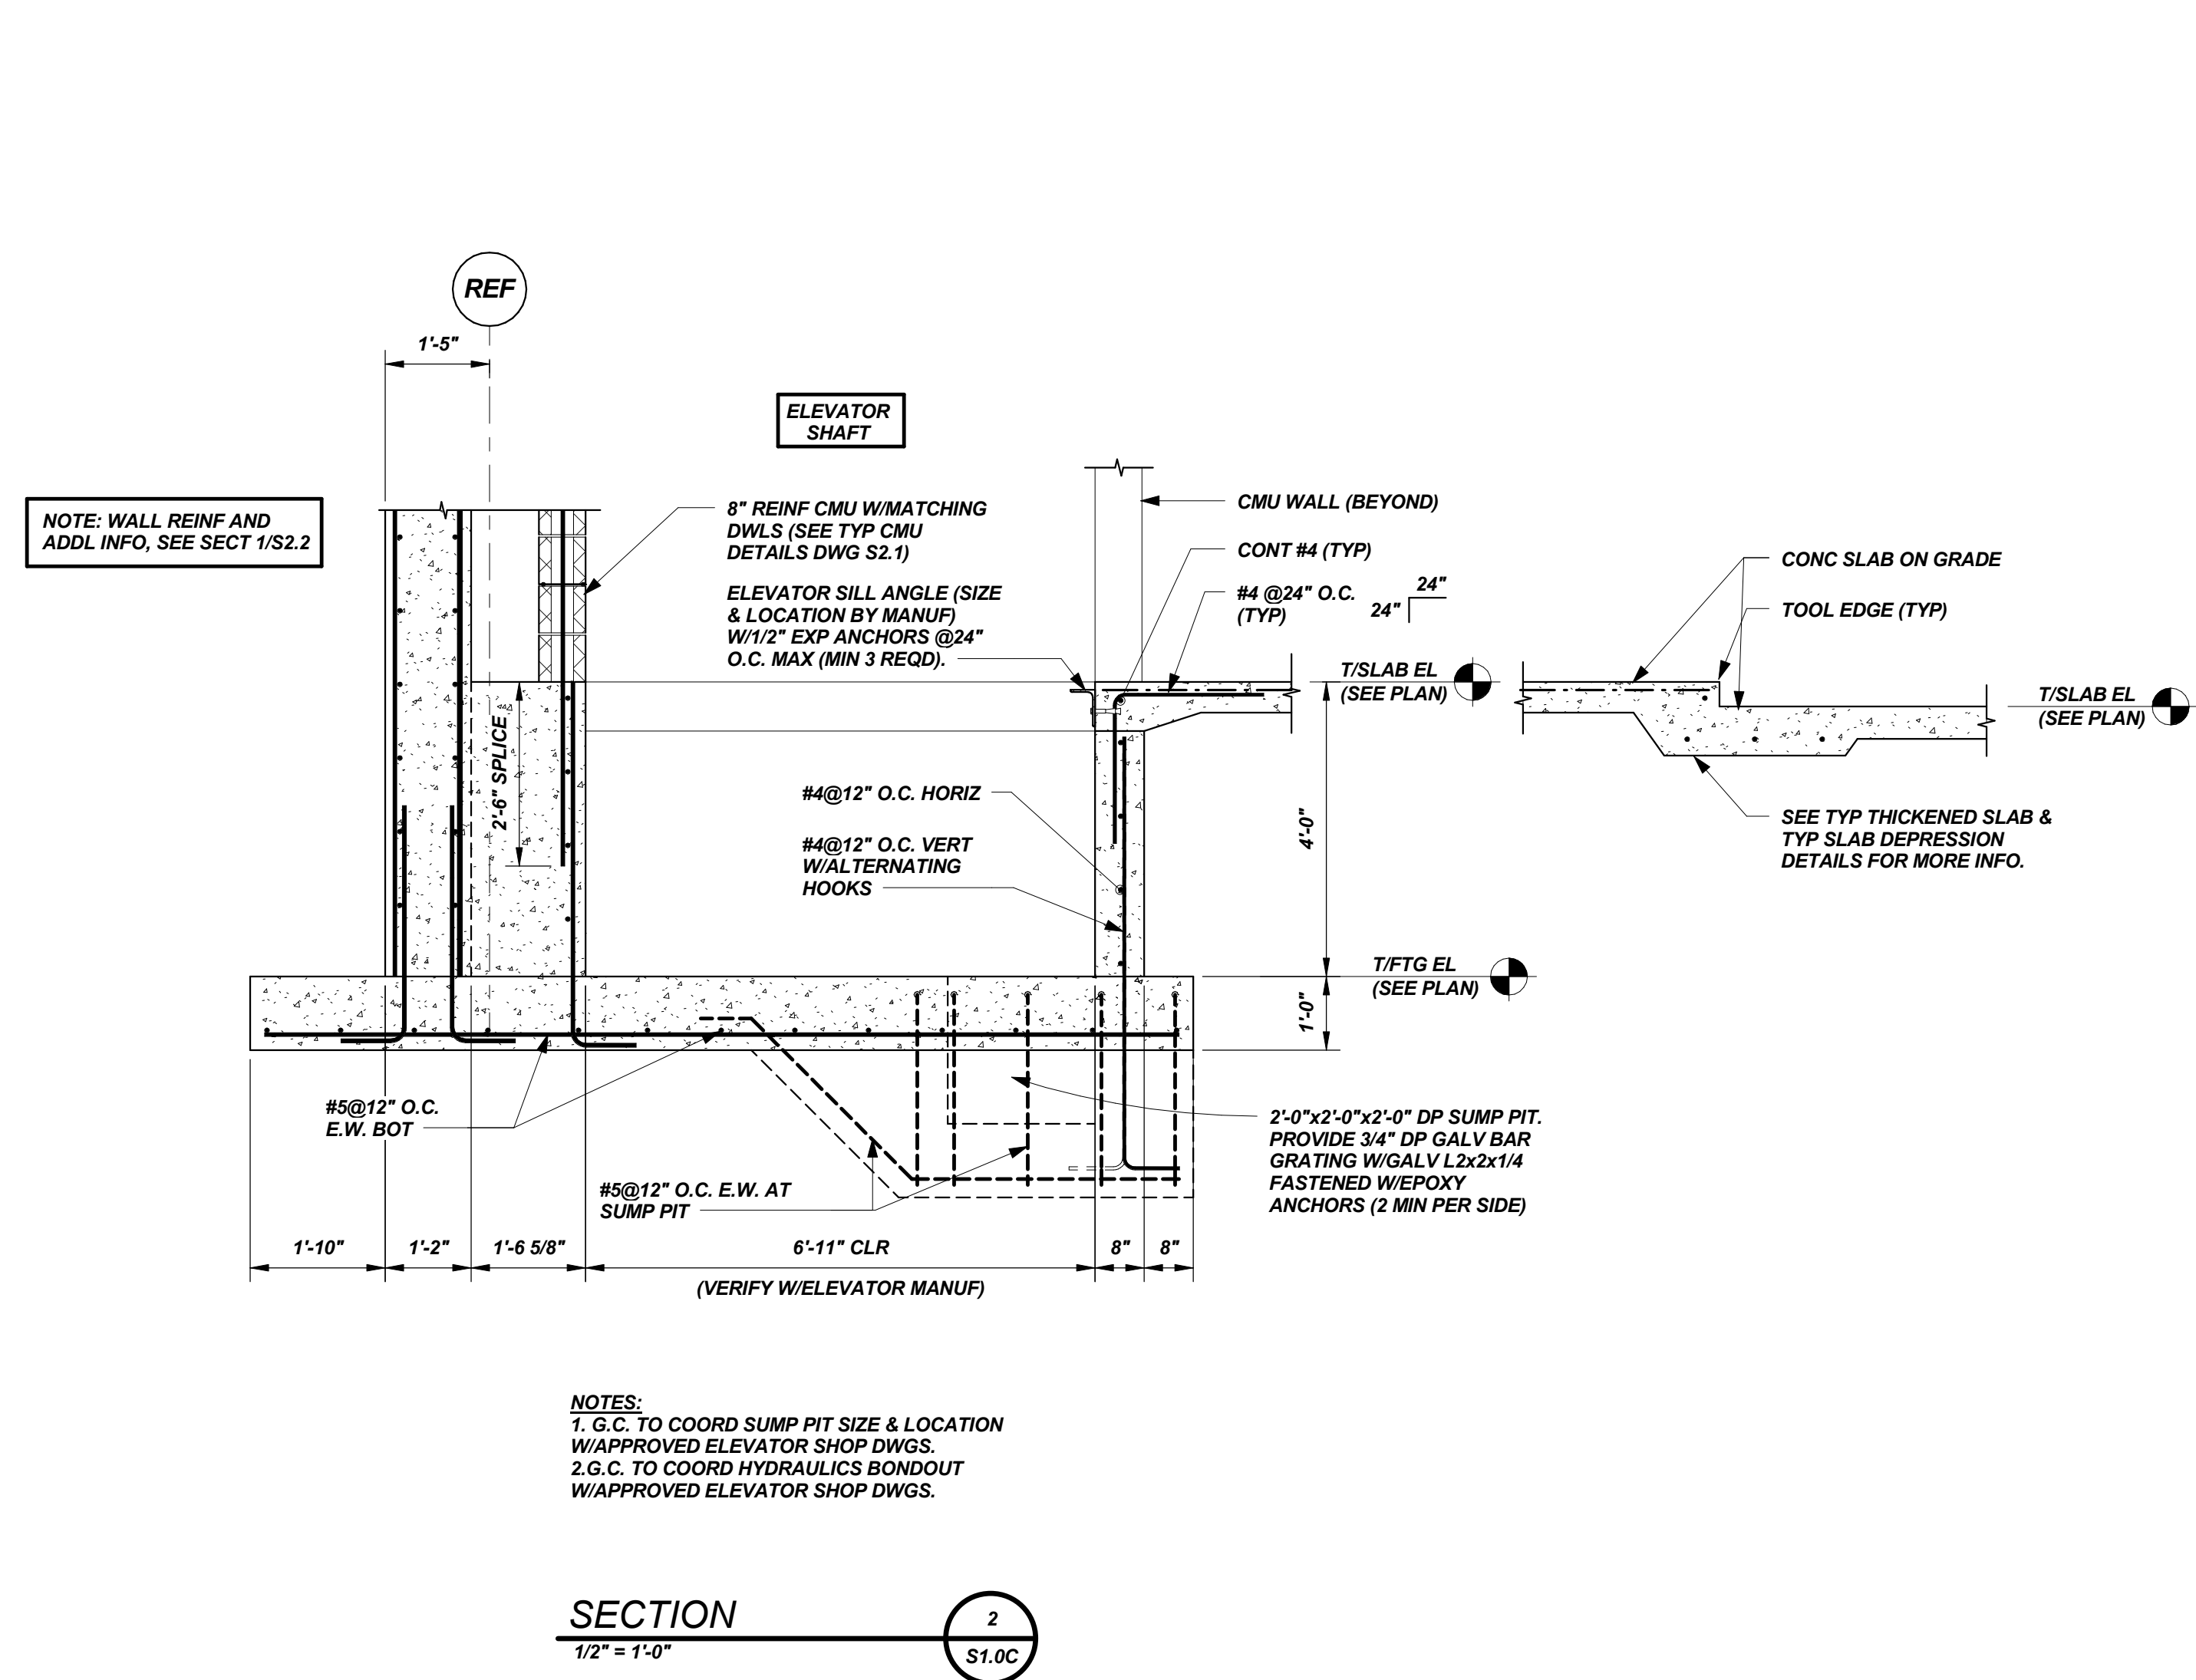 REF
1'-5"
ELEVATOR
SHAFT
NOTE: WALL REINF AND
ADDL INFO, SEE SECT 1/S2.2
8" REINF CMU W/MATCHING
DWLS (SEE TYP CMU
DETAILS DWG S2.1)
ELEVATOR SILL ANGLE (SIZE
& LOCATION BY MANUF)
W/1/2" EXP ANCHORS @24"
O.C. MAX (MIN 3 REQD).
CMU WALL (BEYOND)
CONT #4 (TYP)
#4 @24" O.C.
(TYP)
24"
24"
CONC SLAB ON GRADE
TOOL EDGE (TYP)
T/SLAB EL
(SEE PLAN)
T/SLAB EL
(SEE PLAN)
2'-6" SPLICE
#4@12" O.C. HORIZ
#4@12" O.C. VERT
W/ALTERNATING
HOOKS
4'-0"
SEE TYP THICKENED SLAB &
TYP SLAB DEPRESSION
DETAILS FOR MORE INFO.
T/FTG EL
(SEE PLAN)
1'-0"
#5@12" O.C.
E.W. BOT
#5@12" O.C. E.W. AT
SUMP PIT
2'-0"x2'-0"x2'-0" DP SUMP PIT.
PROVIDE 3/4" DP GALV BAR
GRATING W/GALV L2x2x1/4
FASTENED W/EPOXY
ANCHORS (2 MIN PER SIDE)
1'-10"
1'-2"
1'-6 5/8"
6'-11" CLR
8"
8"
(VERIFY W/ELEVATOR MANUF)
NOTES:
1. G.C. TO COORD SUMP PIT SIZE & LOCATION
W/APPROVED ELEVATOR SHOP DWGS.
2.G.C. TO COORD HYDRAULICS BONDOUT
W/APPROVED ELEVATOR SHOP DWGS.
SECTION
1/2" = 1'-0"
2
S1.0C